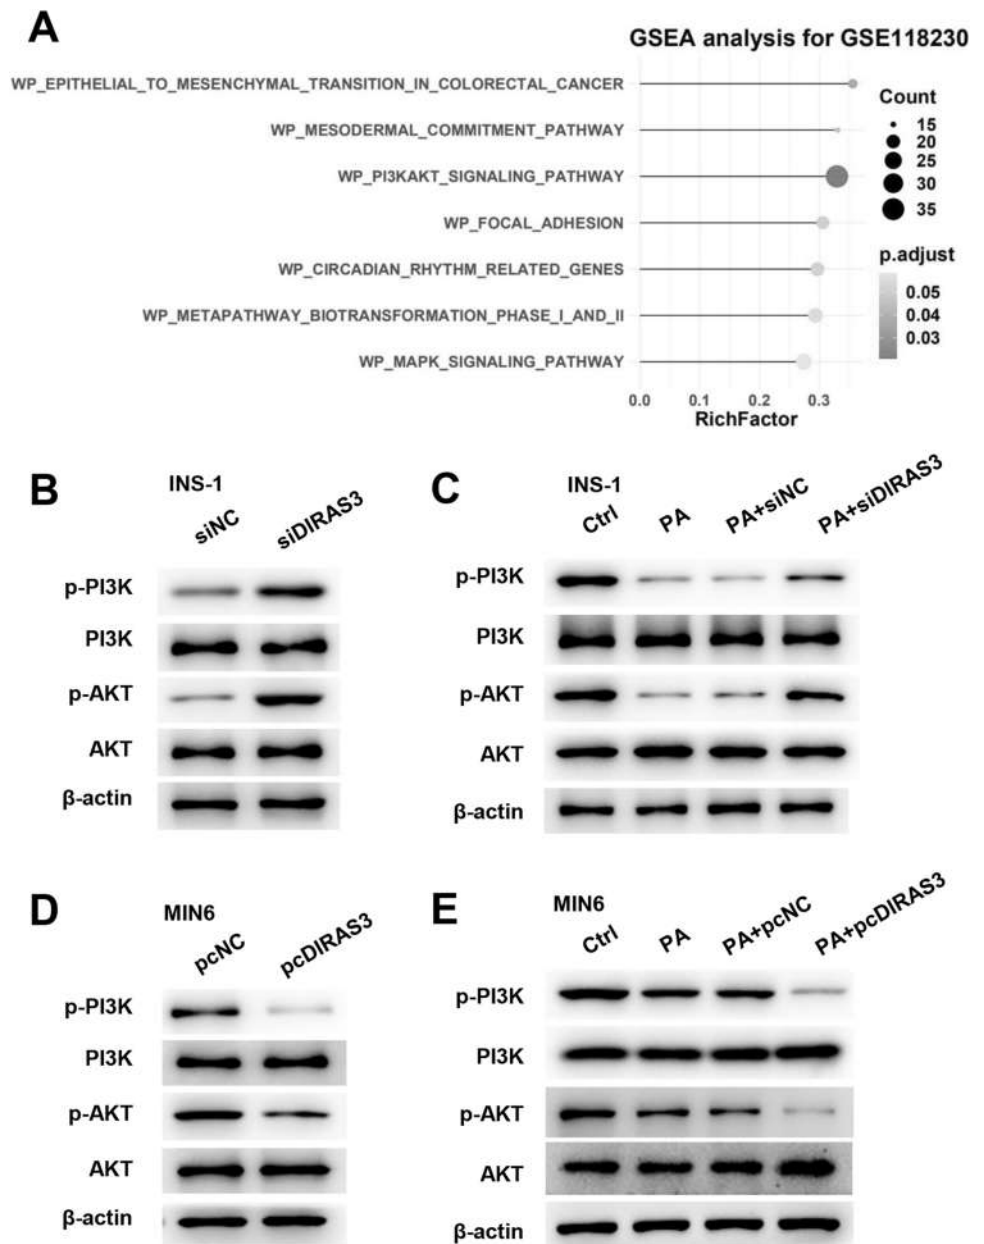 A
GSEA analysis for GSE118230
WP_EPITHELIAL_TO_MESENCHYMAL_TRANSITION_IN_COLORECTAL_CANCER
WP_MESODERMAL_COMMITMENT_PATHWAY
WP_PI3KAKT_SIGNALING_PATHWAY
WP_FOCAL_ADHESION
WP_CIRCADIAN_RHYTHM_RELATED_GENES
WP_METAPATHWAY_BIOTRANSFORMATION_PHASE_I_AND_II
WP_MAPK_SIGNALING_PATHWAY
0.0 0.1 0.2 0.3
RichFactor
Count
15
20
25
30
35
p.adjust
0.05
0.04
0.03
B
INS-1
siNC siDIRAS3
p-PI3K
PI3K
p-AKT
AKT
β-actin
C
INS-1
Ctrl PA PA+siNC PA+siDIRAS3
p-PI3K
PI3K
p-AKT
AKT
β-actin
D
MIN6
pcNC pcDIRAS3
p-PI3K
PI3K
p-AKT
AKT
β-actin
E
MIN6
Ctrl PA PA+pcNC PA+pcDIRAS3
p-PI3K
PI3K
p-AKT
AKT
β-actin